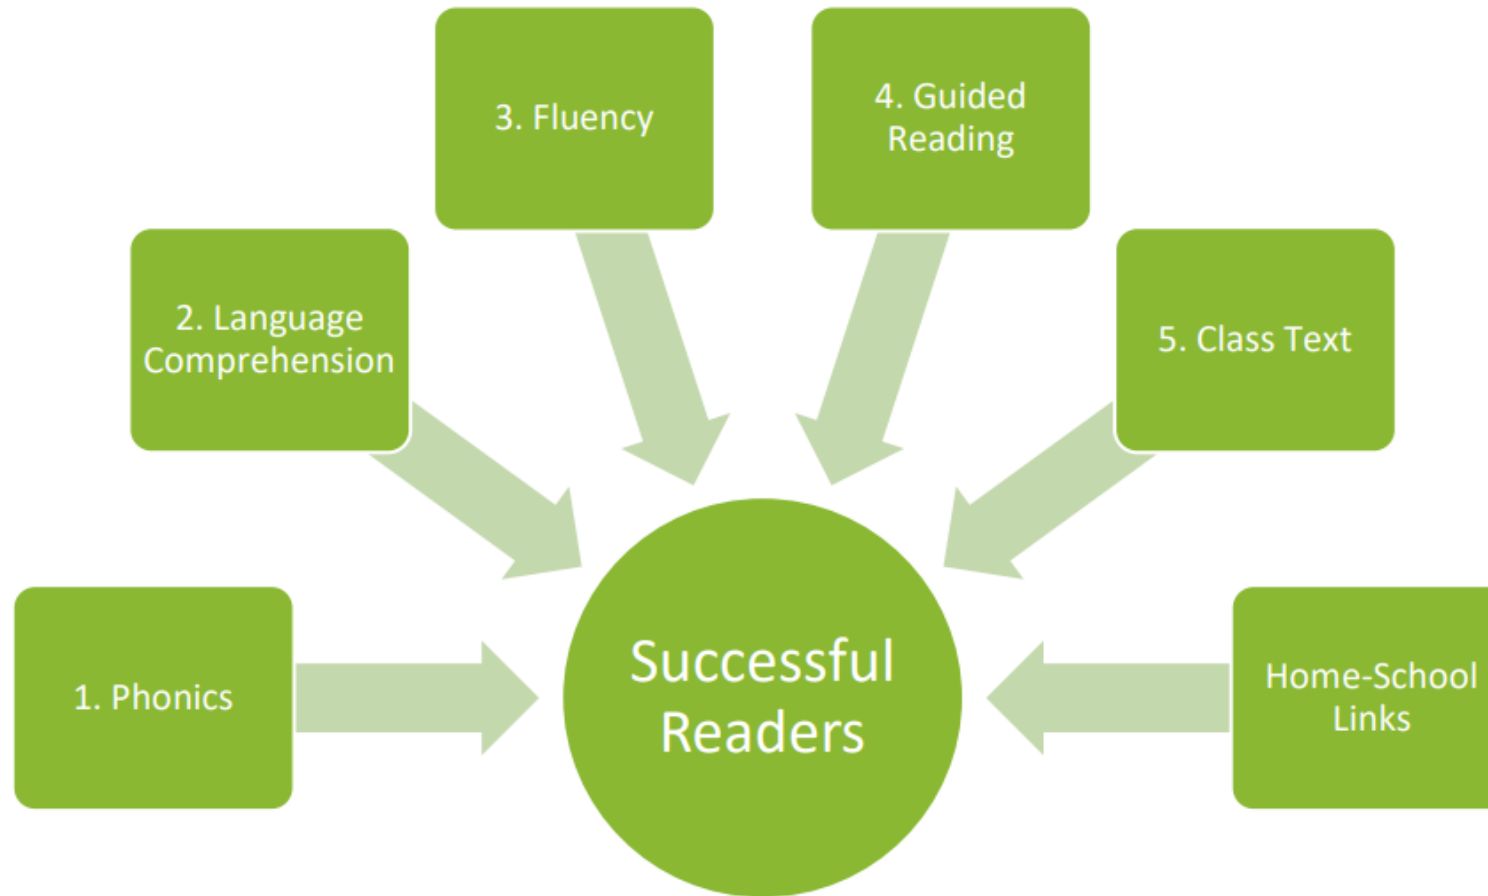 1. Phonics
2. Language
Comprehension
3. Fluency
4. Guided
Reading
5. Class Text
Home-School
Links
Successful
Readers